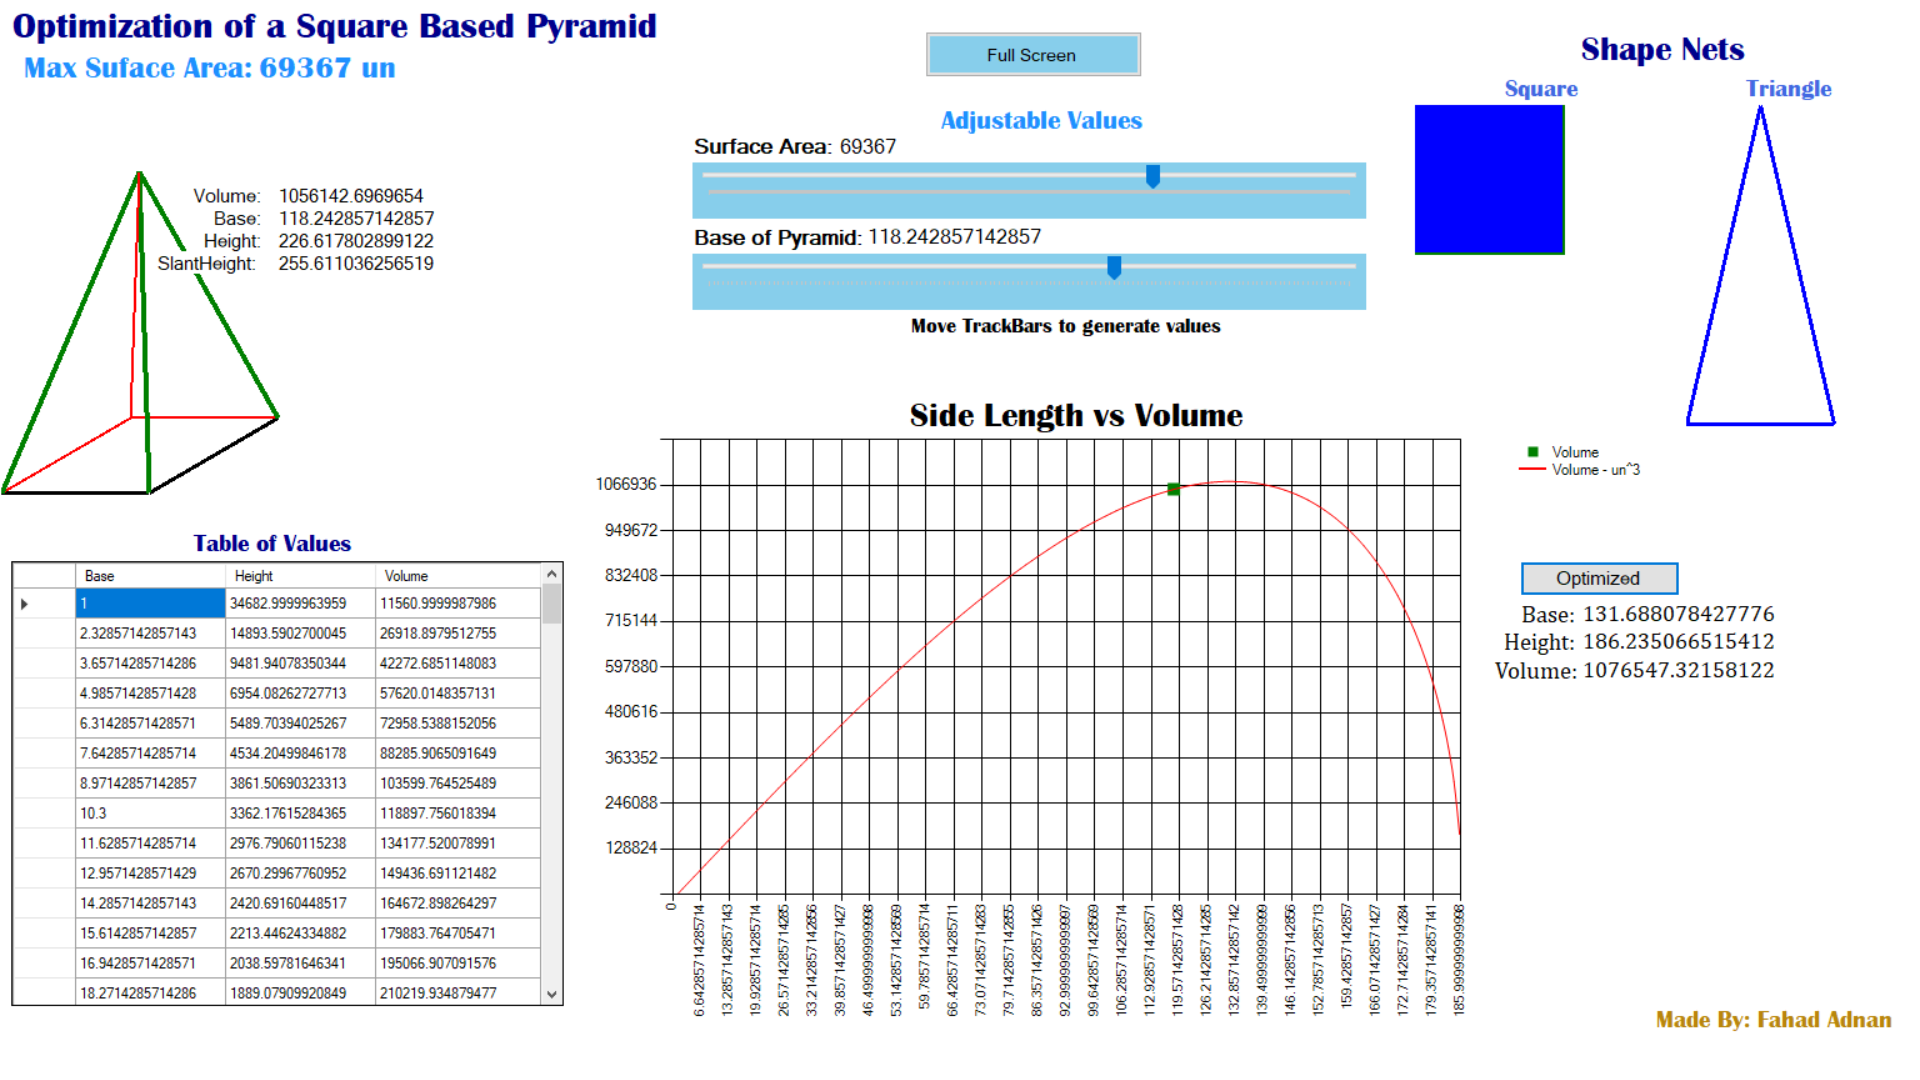 Optimization of a Square Based Pyramid
Max Suface Area: 69367 un
Full Screen
Shape Nets
Square
Triangle
Adjustable Values
Surface Area: 69367
Base of Pyramid: 118.242857142857
Move TrackBars to generate values
Volume: 1056142.6969654
Base: 118.242857142857
Height: 226.617802899122
SlantHeight: 255.611036256519
Side Length vs Volume
1066936
949672
832408
715144
597880
480616
363352
246088
128824
0
6.64285714285714
13.2857142857143
19.9285714285714
26.5714285714285
33.2142857142856
39.8571428571427
46.4999999999998
53.1428571428569
59.785714285714
66.4285714285711
73.0714285714283
79.7142857142855
86.3571428571426
92.9999999999997
99.6428571428569
106.285714285714
112.928571428571
119.571428571428
126.214285714285
132.857142857142
139.499999999999
146.142857142856
152.785714285713
159.42857142857
166.071428571427
172.714285714284
179.357142857141
185.999999999998
Volume
Volume - un^3
Optimized
Base: 131.688078427776
Height: 186.235066515412
Volume: 1076547.32158122
Table of Values
Base Height Volume
1 34682.9999963959 11560.9999987986
2.32857142857143 14893.5902700045 26918.8979512755
3.65714285714286 9481.94078350344 42272.6851148083
4.98571428571428 6954.08262727713 57620.0148357131
6.31428571428571 5489.70394025267 72958.5388152056
7.64285714285714 4534.20499846178 88285.9065091649
8.97142857142857 3861.50690323313 103599.764525489
10.3 3362.17615284365 118897.756018394
11.6285714285714 2976.79060115238 134177.520078991
12.9571428571429 2670.29967760952 149436.691121482
14.2857142857143 2420.69160448517 164672.898264297
15.6142857142857 2213.44624334882 179883.764705471
16.9428571428571 2038.59781646341 195066.907091576
18.2714285714286 1889.07909920849 210219.934879477
Made By: Fahad Adnan